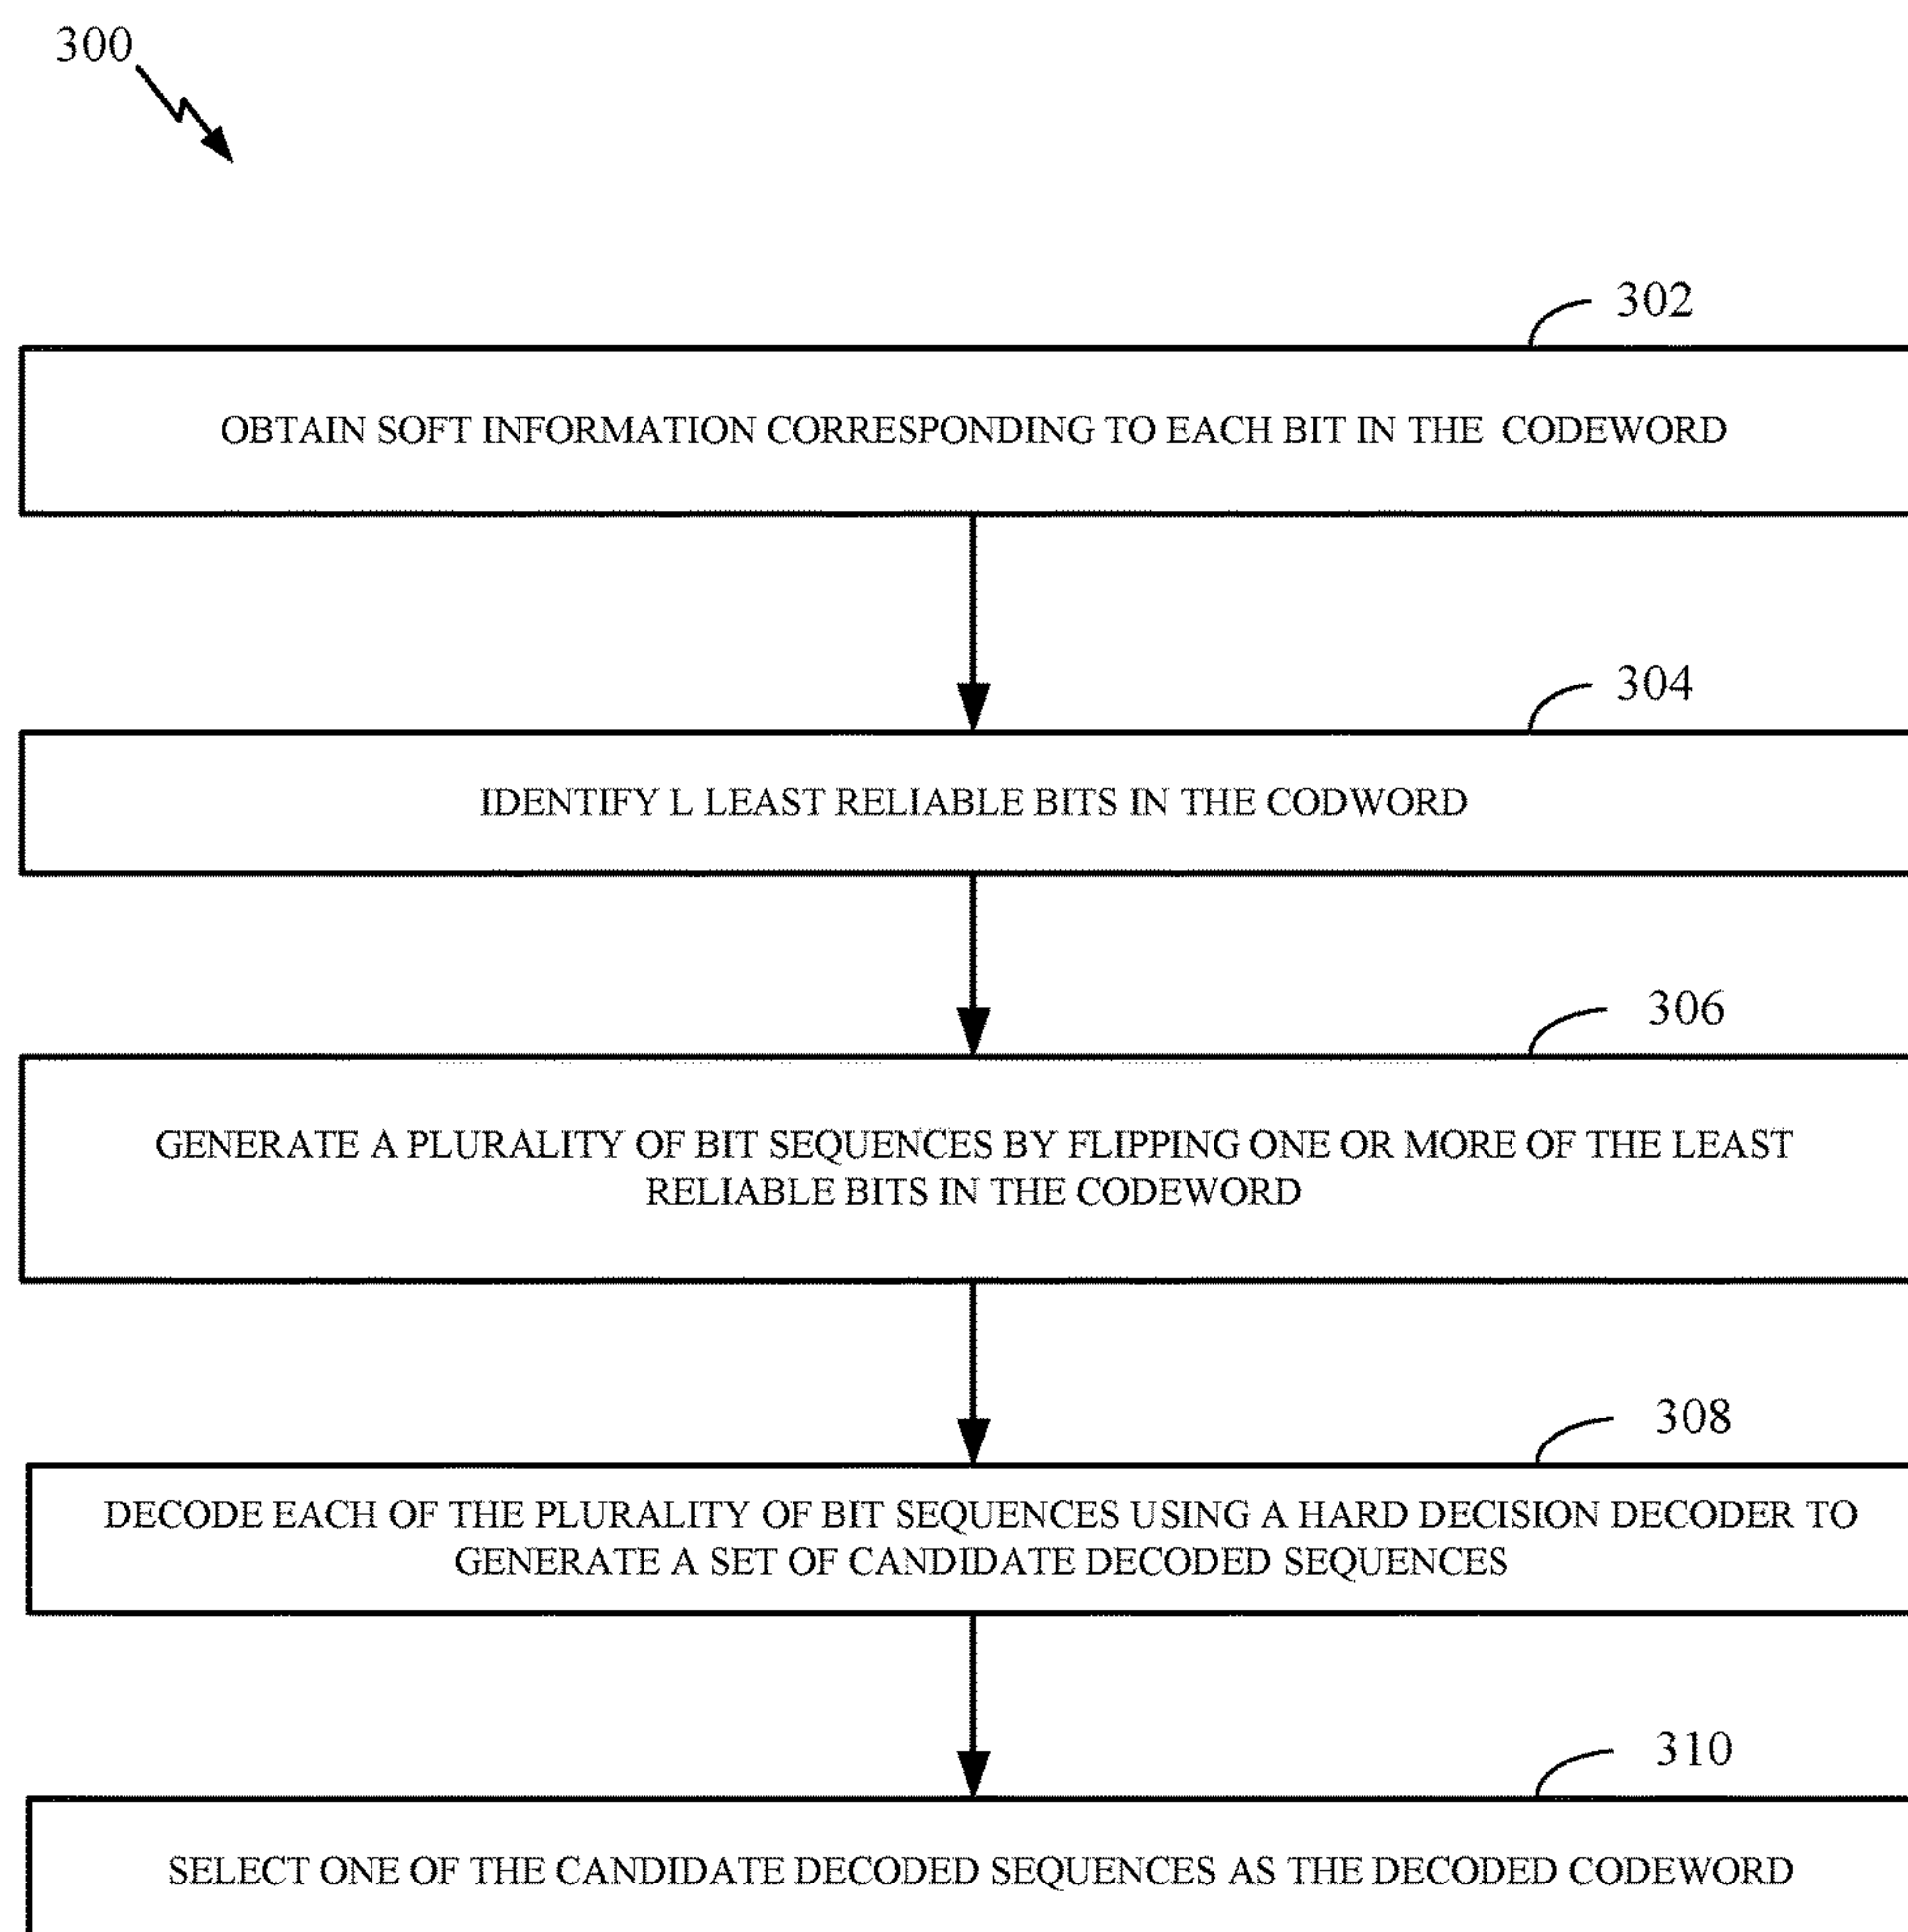 300
302
OBTAIN SOFT INFORMATION CORRESPONDING TO EACH BIT IN THE CODEWORD
304
IDENTIFY L LEAST RELIABLE BITS IN THE CODWORD
306
GENERATE A PLURALITY OF BIT SEQUENCES BY FLIPPING ONE OR MORE OF THE LEAST
RELIABLE BITS IN THE CODEWORD
308
DECODE EACH OF THE PLURALITY OF BIT SEQUENCES USING A HARD DECISION DECODER TO
GENERATE A SET OF CANDIDATE DECODED SEQUENCES
310
SELECT ONE OF THE CANDIDATE DECODED SEQUENCES AS THE DECODED CODEWORD